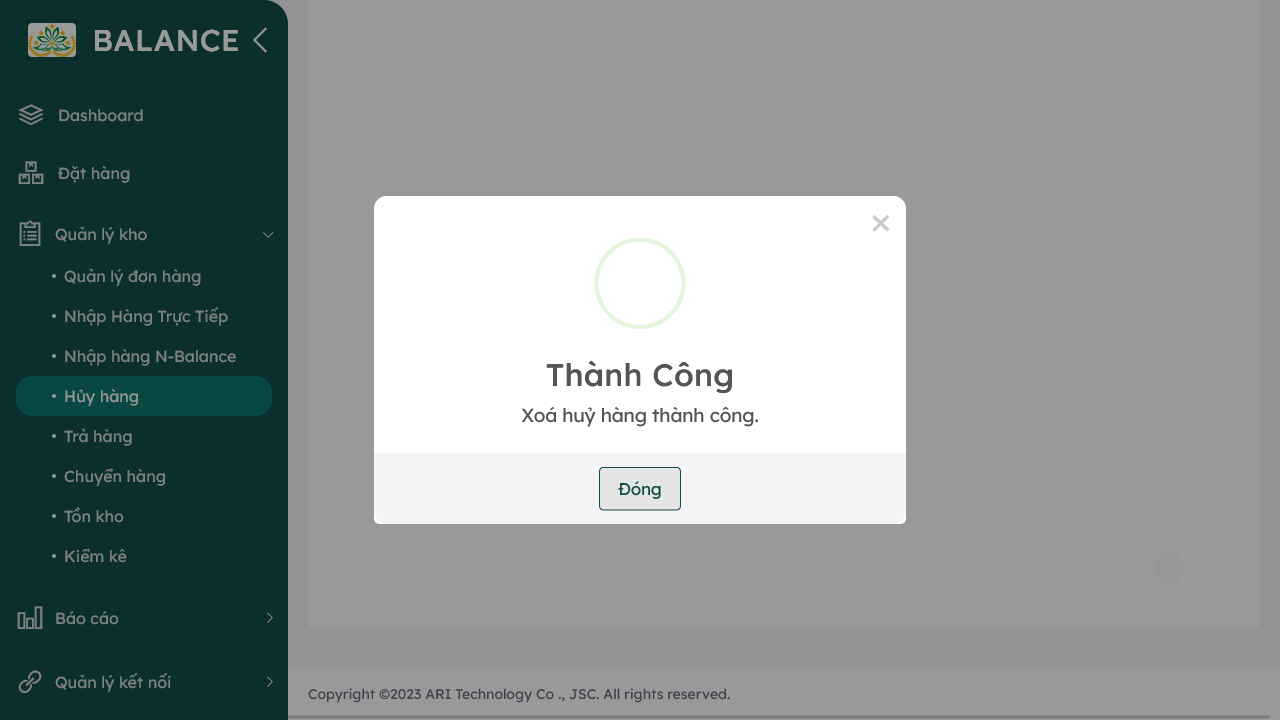 BALANCE
Dashboard
Đặt hàng
Quản lý kho
Quản lý đơn hàng
Nhập Hàng Trực Tiếp
Nhập hàng N-Balance
Hủy hàng
Trả hàng
Chuyển hàng
Tồn kho
Kiểm kê
Báo cáo
Quản lý kết nối
×
Thành Công
Xoá huỷ hàng thành công.
Đóng
Copyright ©2023 ARI Technology Co ., JSC. All rights reserved.